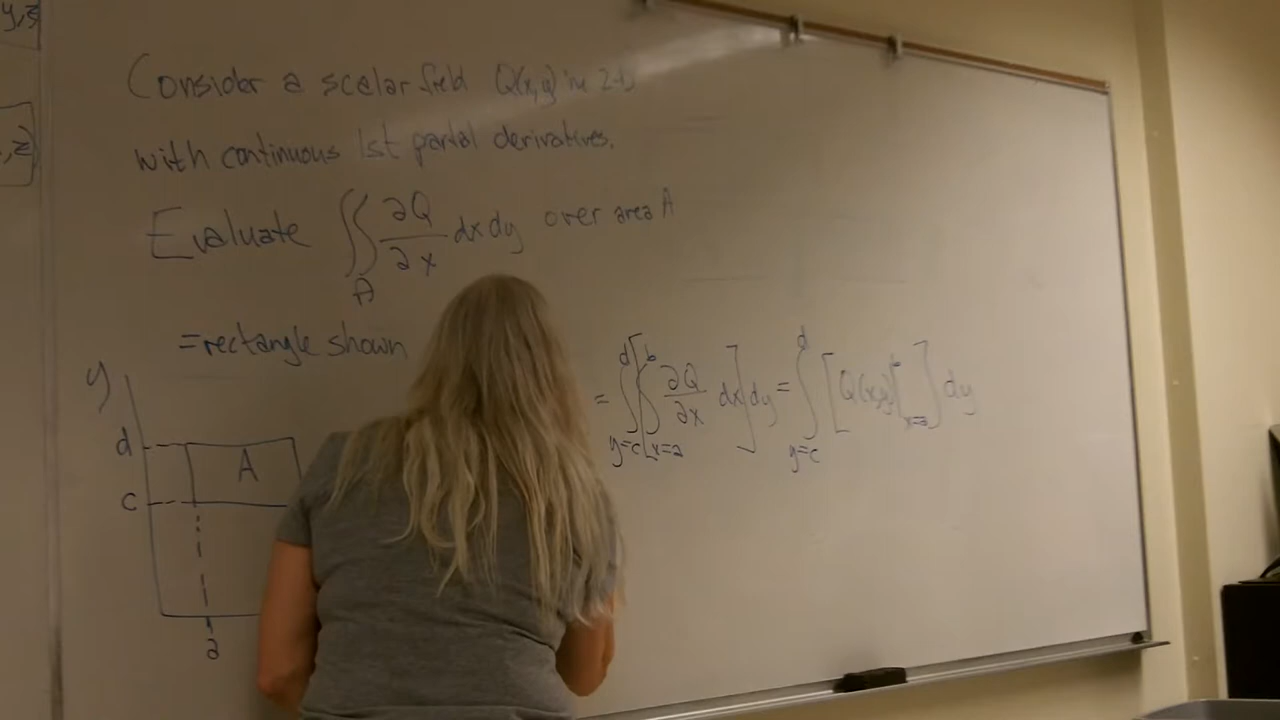 y,z
,z)
Consider a scalar field Q(x,y) in 2-D
with continuous 1st partial derivatives.
Evaluate ∬_A ∂Q/∂x dx dy over area A
=rectangle shown
= ∫_{y=c}^{d} [∫_{x=a}^{b} ∂Q/∂x dx] dy = ∫_{y=c}^{d} [Q(x,y)|_{x=a}^{b}] dy
y
d
A
c
a